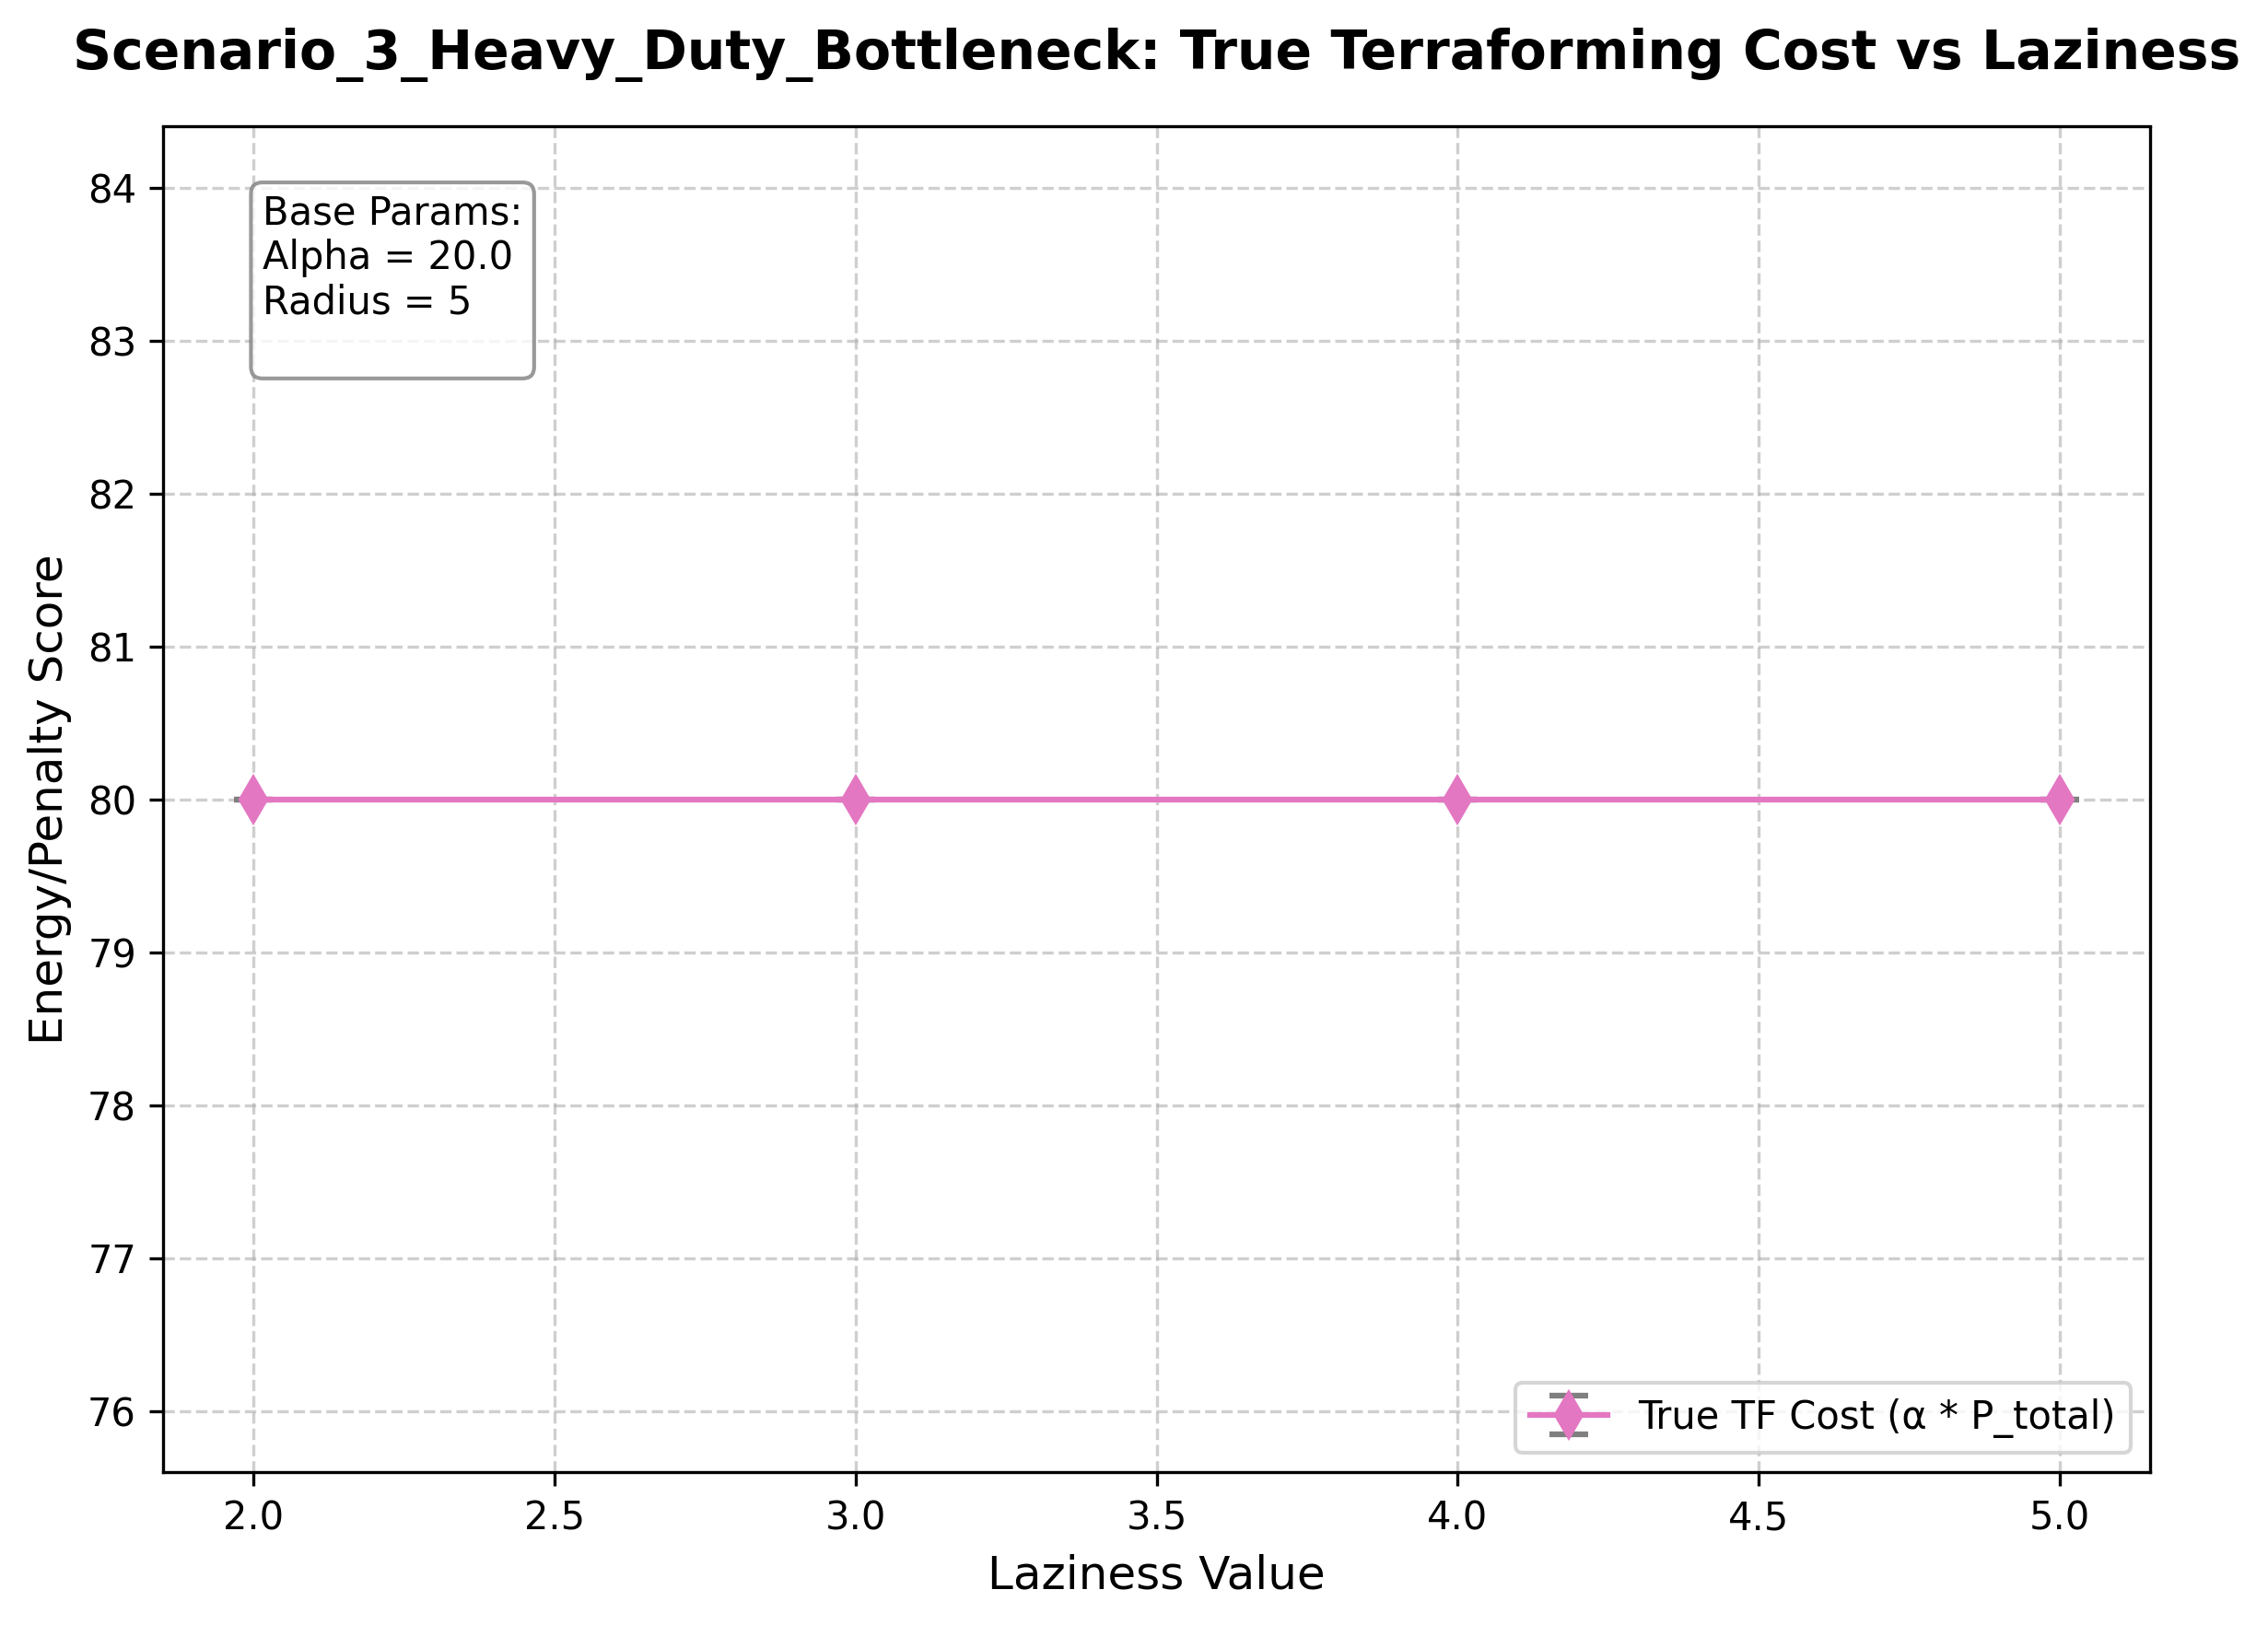 Scenario_3_Heavy_Duty_Bottleneck: True Terraforming Cost vs Laziness
Base Params:
Alpha = 20.0
Radius = 5
84
83
82
81
80
79
78
77
76
Energy/Penalty Score
True TF Cost (α * P_total)
2.0 2.5 3.0 3.5 4.0 4.5 5.0
Laziness Value